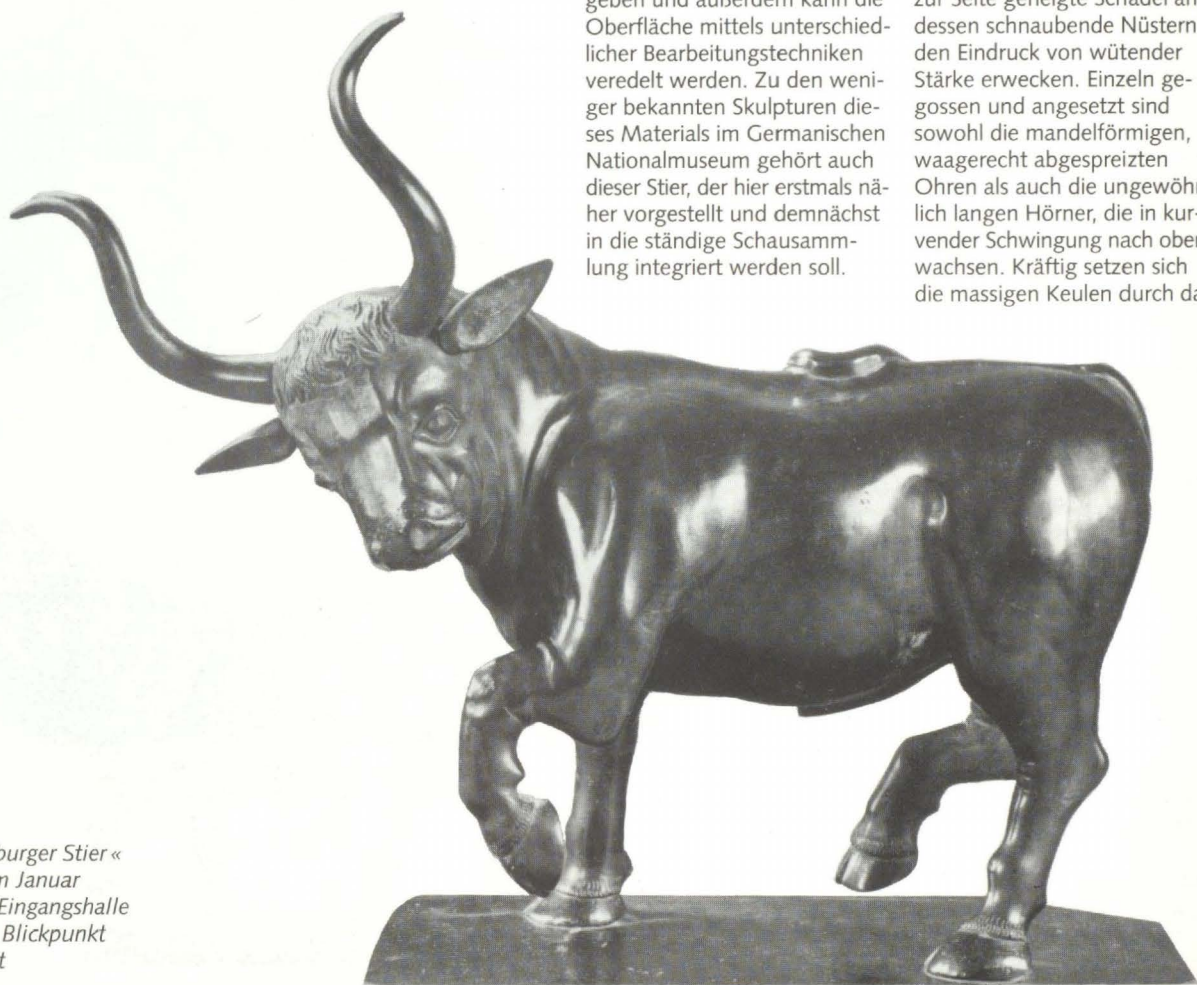 geben und außerdem kann die
Oberfläche mittels unterschied-
licher Bearbeitungstechniken
veredelt werden. Zu den weni-
ger bekannten Skulpturen die-
ses Materials im Germanischen
Nationalmuseum gehört auch
dieser Stier, der hier erstmals nä-
her vorgestellt und demnächst
in die ständige Schausamm-
lung integriert werden soll.
zur Seite geneigte Schädel
dessen schnaubende Nüstern
den Eindruck von wütender
Stärke erwecken. Einzeln ge-
gossen und angesetzt sind
sowohl die mandelförmigen,
waagerecht abgespreizten
Ohren als auch die ungewöhn
lich langen Hörner, die in kur-
vender Schwingung nach oben
wachsen. Kräftig setzen sich
die massigen Keulen durch
burger Stier«
Januar
Eingangshalle
Blickpunkt